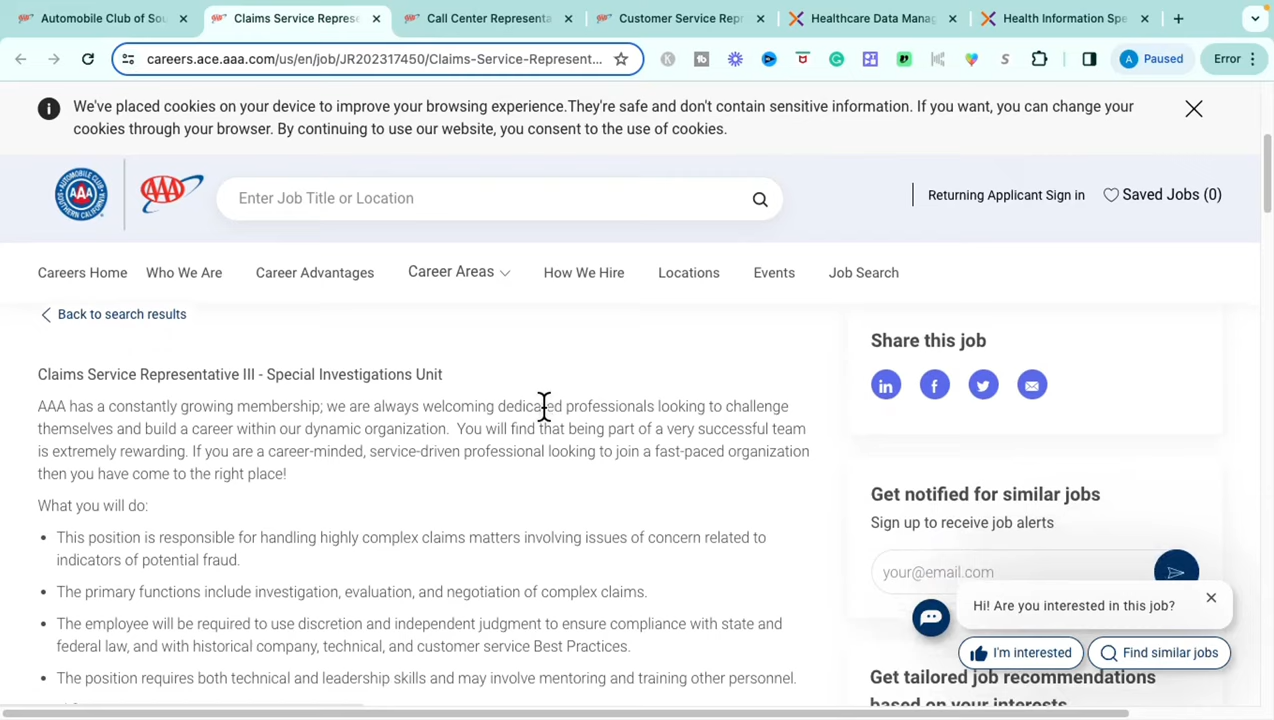 Automobile Club of Sou
Claims Service Represe
Call Center Representa
Customer Service Repr
Healthcare Data Manag
Health Information Spe
careers.ace.aaa.com/us/en/job/JR202317450/Claims-Service-Represent...
A Paused
Error
We've placed cookies on your device to improve your browsing experience.They're safe and don't contain sensitive information. If you want, you can change your
cookies through your browser. By continuing to use our website, you consent to the use of cookies.
AUTOMOBILE CLUB
AAA
SOUTHERN CALIFORNIA
AAA
Enter Job Title or Location
Returning Applicant Sign in
Saved Jobs (0)
Careers Home
Who We Are
Career Advantages
Career Areas
How We Hire
Locations
Events
Job Search
Back to search results
Claims Service Representative III - Special Investigations Unit
AAA has a constantly growing membership; we are always welcoming dedicated professionals looking to challenge
themselves and build a career within our dynamic organization. You will find that being part of a very successful team
is extremely rewarding. If you are a career-minded, service-driven professional looking to join a fast-paced organization
then you have come to the right place!
What you will do:
• This position is responsible for handling highly complex claims matters involving issues of concern related to
indicators of potential fraud.
• The primary functions include investigation, evaluation, and negotiation of complex claims.
• The employee will be required to use discretion and independent judgment to ensure compliance with state and
federal law, and with historical company, technical, and customer service Best Practices.
• The position requires both technical and leadership skills and may involve mentoring and training other personnel.
Share this job
in
f
Get notified for similar jobs
Sign up to receive job alerts
your@email.com
Hi! Are you interested in this job?
I'm interested
Find similar jobs
Get tailored job recommendations
based on your interests